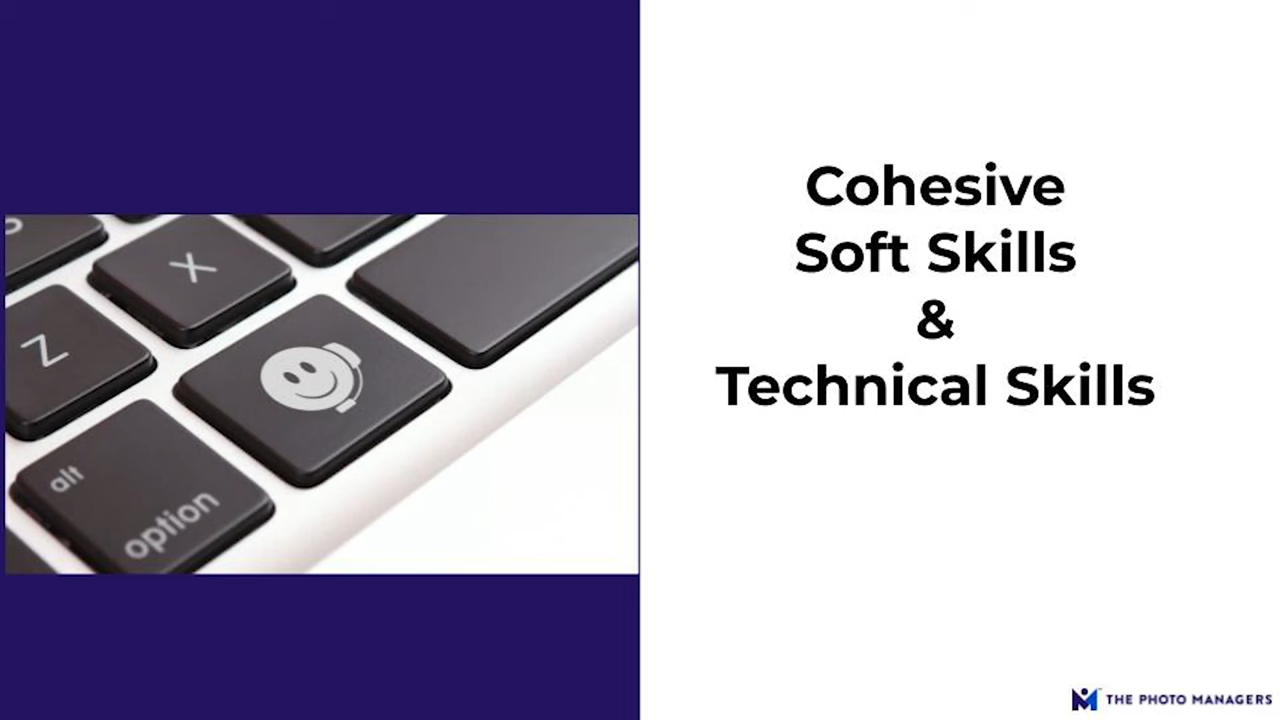 X
Z
alt
option
Cohesive
Soft Skills
&
Technical Skills
THE PHOTO MANAGERS